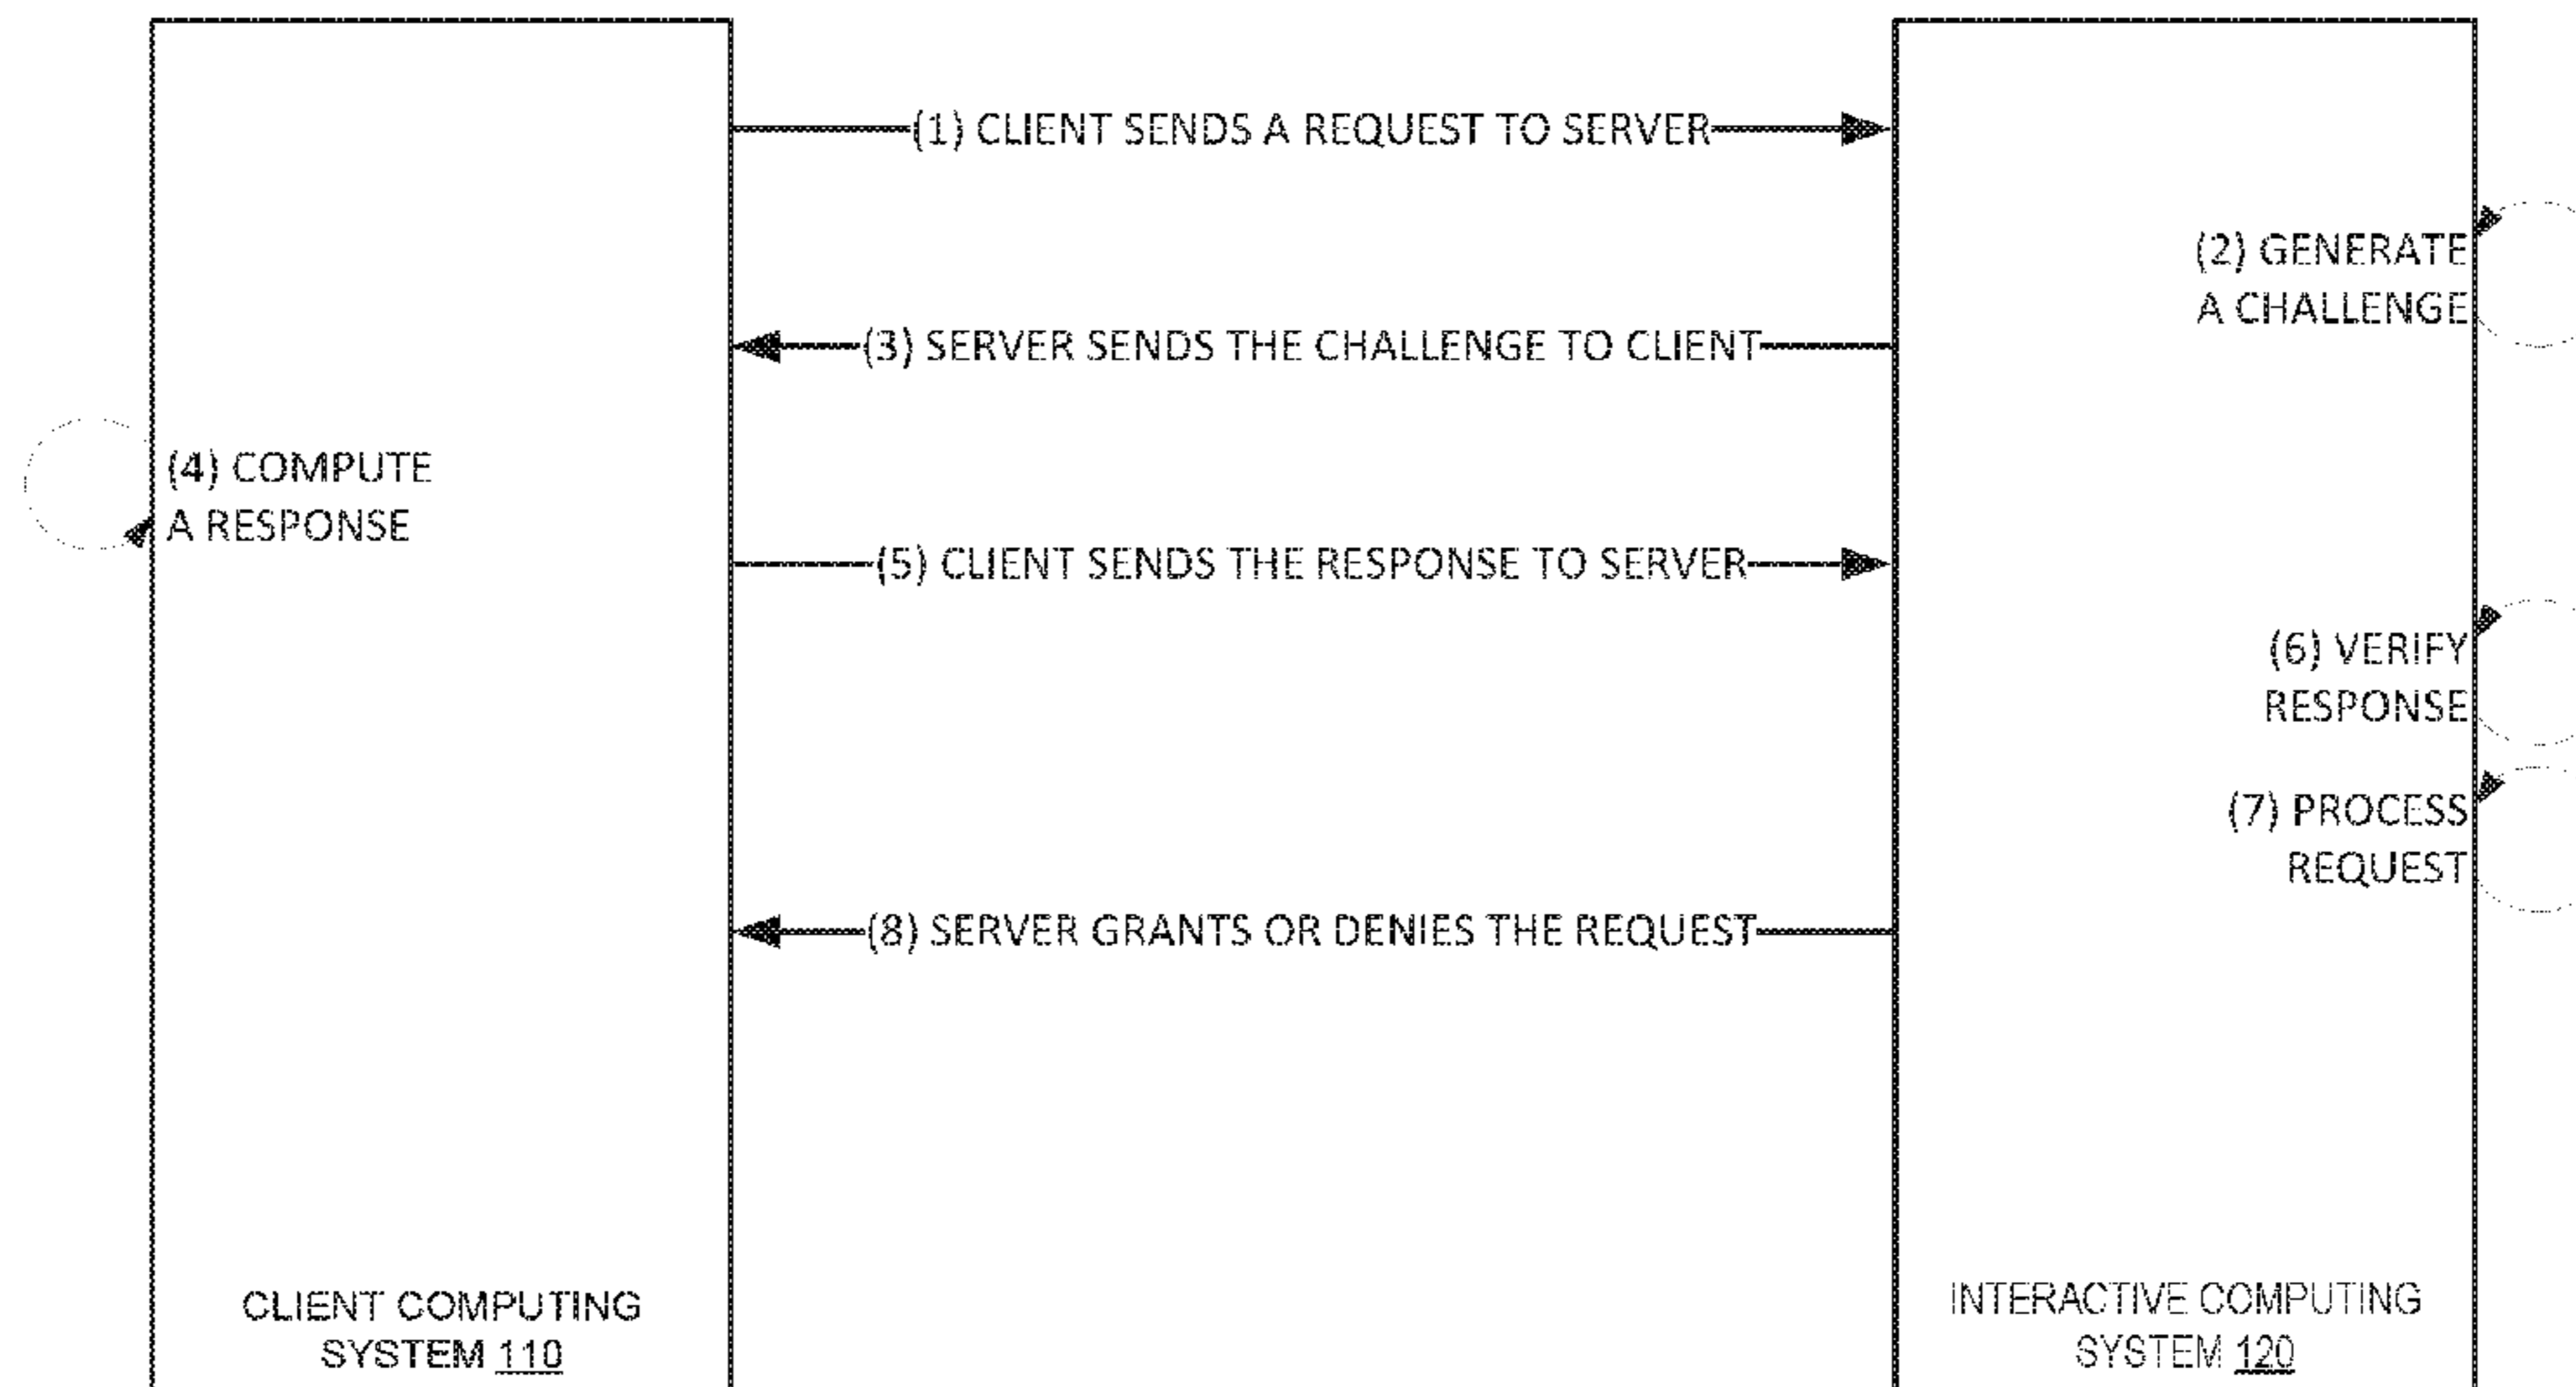 (1) CLIENT SENDS A REQUEST TO SERVER
(2) GENERATE
A CHALLENGE
(3) SERVER SENDS THE CHALLENGE TO CLIENT
(4) COMPUTE
A RESPONSE
(5) CLIENT SENDS THE RESPONSE TO SERVER
(6) VERIFY
RESPONSE
(7) PROCESS
REQUEST
(8) SERVER GRANTS OR DENIES THE REQUEST
CLIENT COMPUTING
SYSTEM 110
INTERACTIVE COMPUTING
SYSTEM 120